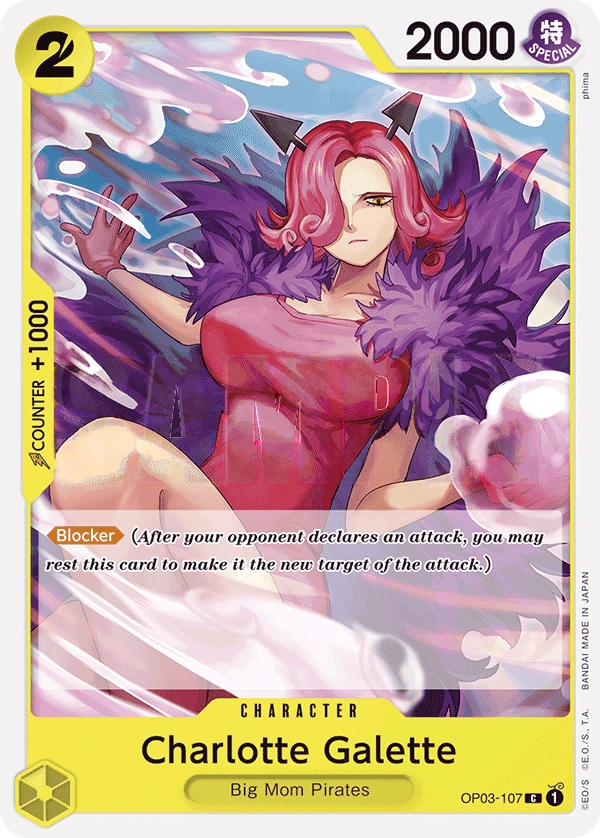 2
2000
特
SPECIAL
phima
COUNTER +1000
Blocker (After your opponent declares an attack, you may
rest this card to make it the new target of the attack.)
CHARACTER
Charlotte Galette
Big Mom Pirates
OP03-107 C 1
©E.O./S., T.A. BANDAI MADE IN JAPAN
©EO/S